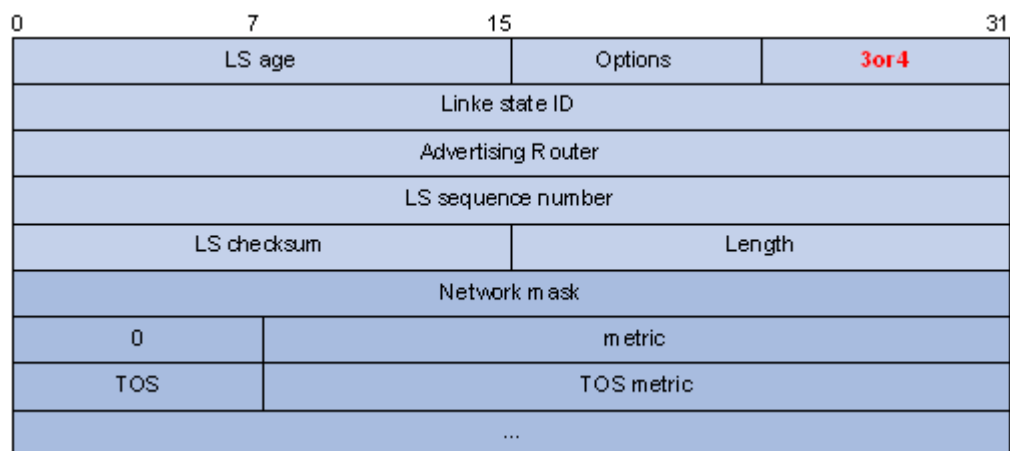 0 7 15 31
LS age Options 3or4
Linke state ID
Advertising Router
LS sequence number
LS checksum Length
Network mask
0 metric
TOS TOS metric
...